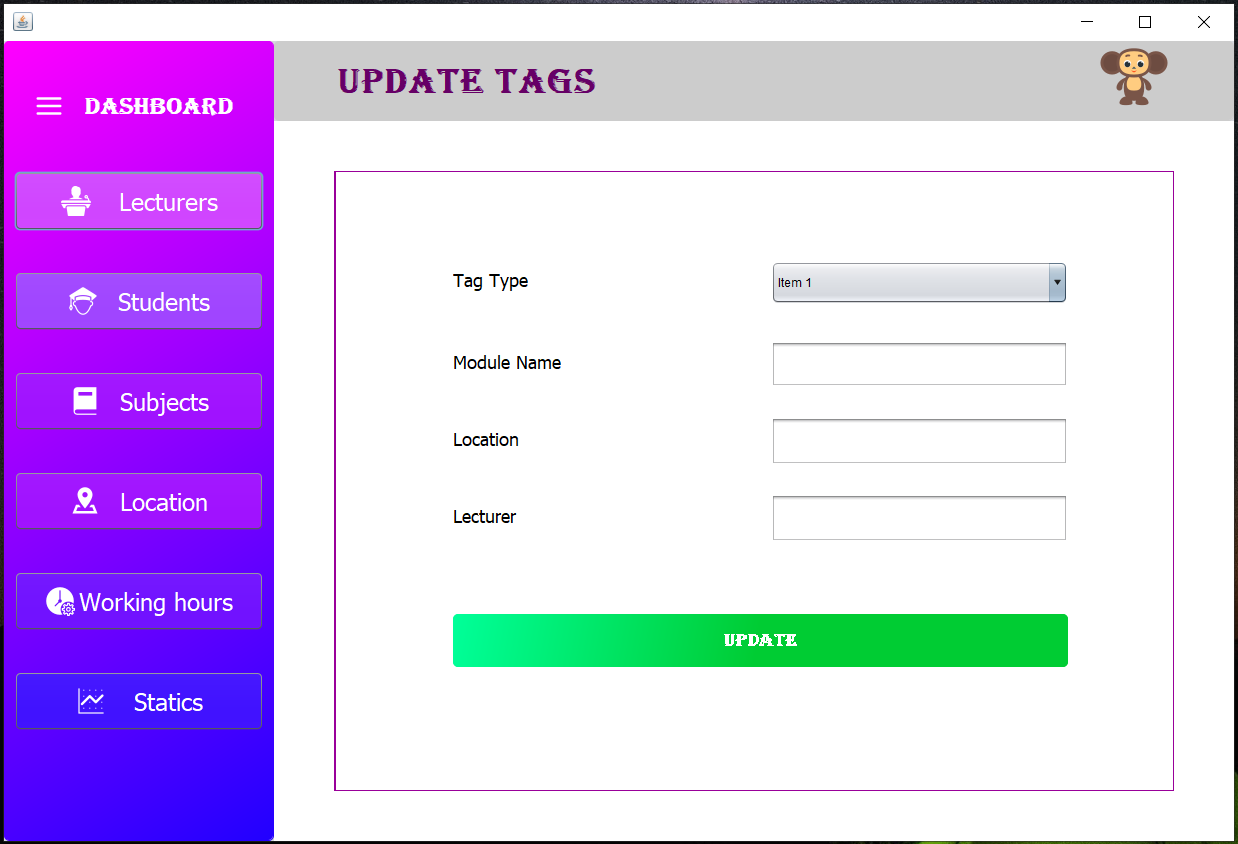 UPDATE TAGS
DASHBOARD
Lecturers
Students
Subjects
Location
Working hours
Statics
Tag Type
Item 1
Module Name
Location
Lecturer
UPDATE